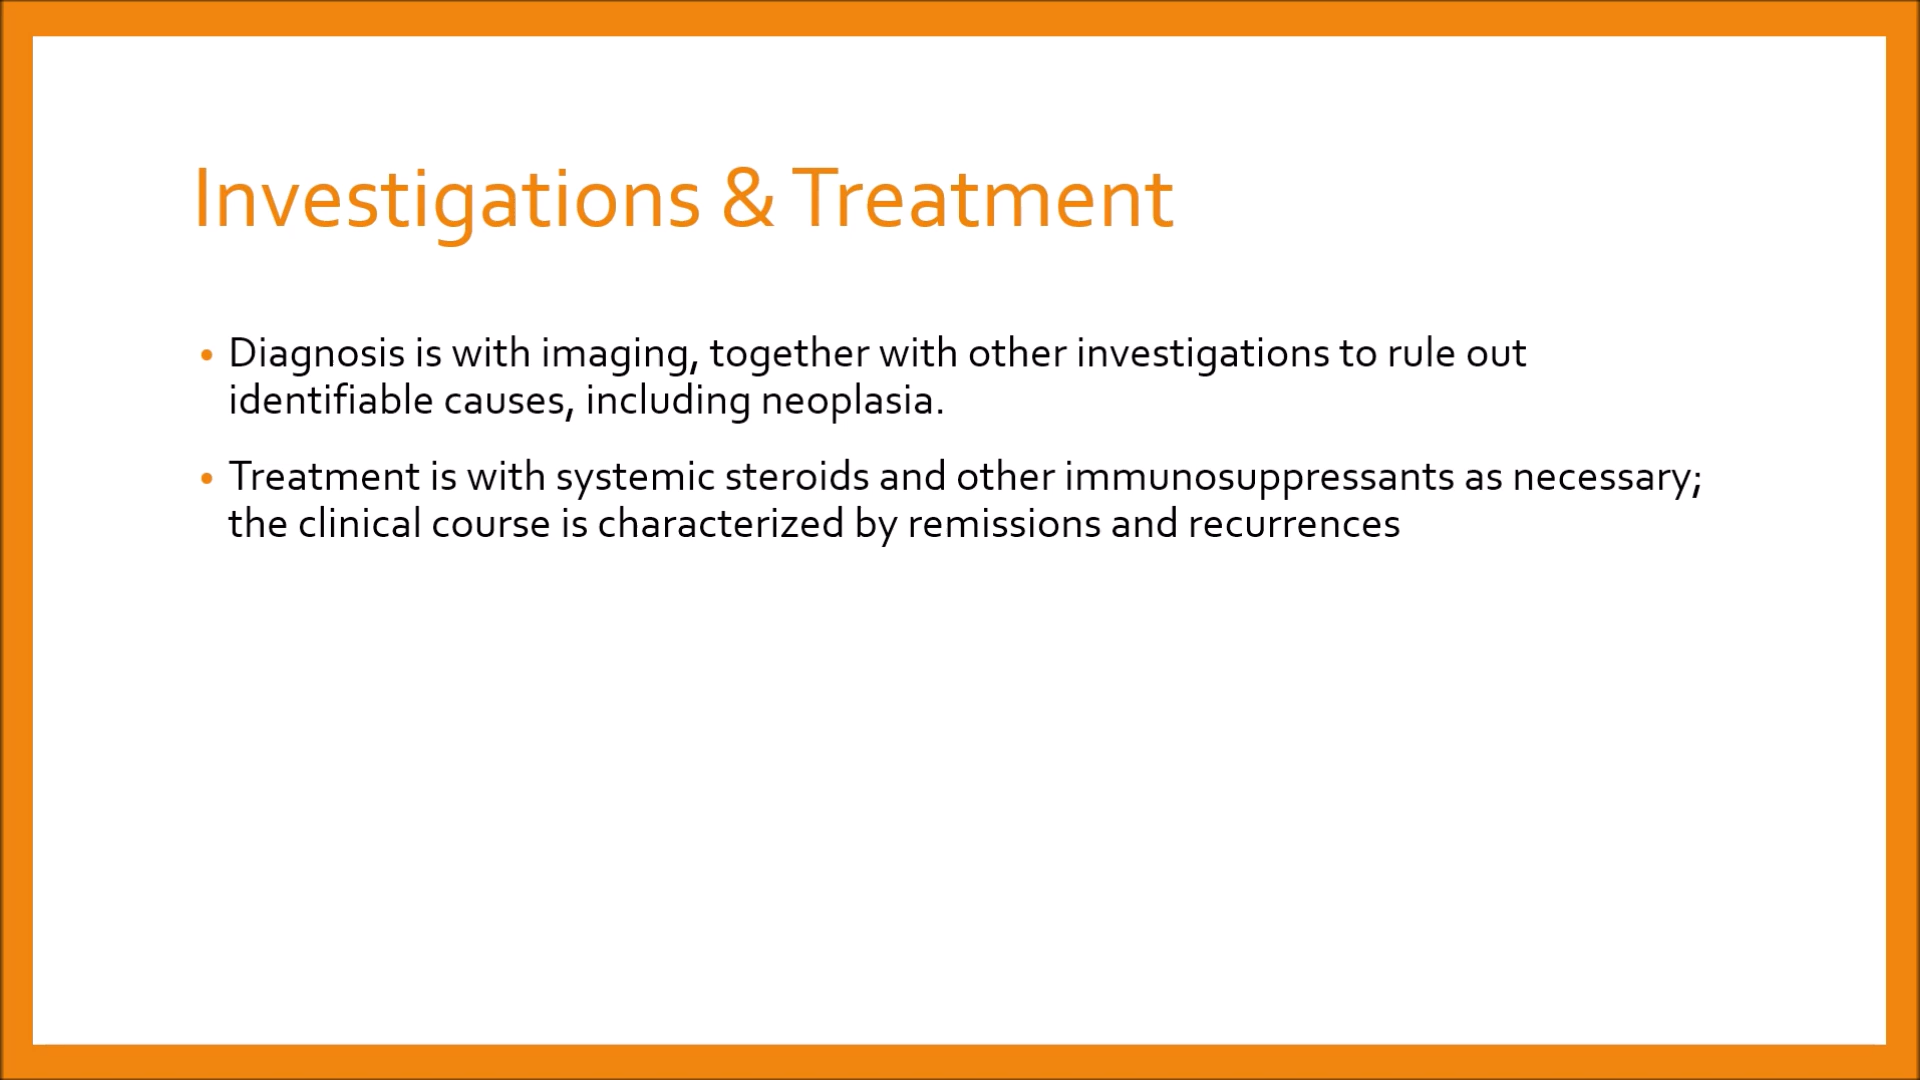 Investigations & Treatment
• Diagnosis is with imaging, together with other investigations to rule out
identifiable causes, including neoplasia.
• Treatment is with systemic steroids and other immunosuppressants as necessary;
the clinical course is characterized by remissions and recurrences